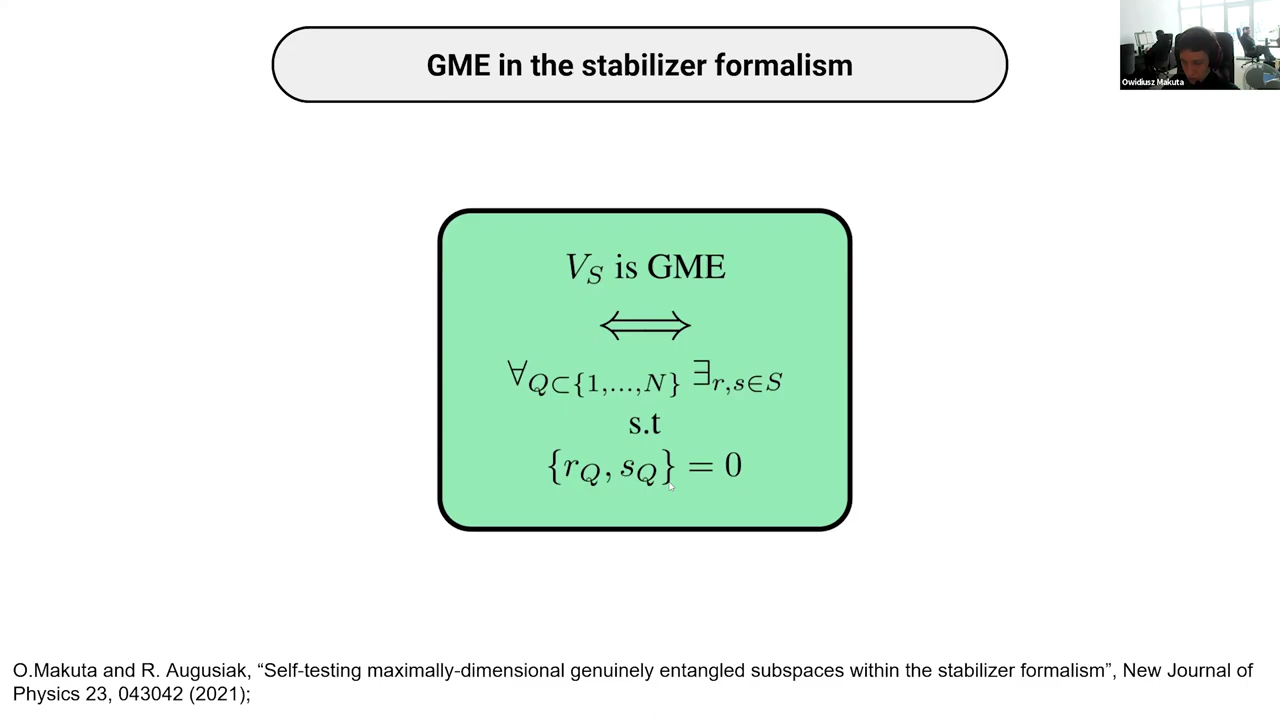 GME in the stabilizer formalism
Owidiusz Makuta
V_S is GME
⟺
∀_{Q⊂{1,...,N}} ∃_{r,s∈S}
s.t
{r_Q, s_Q} = 0
O.Makuta and R. Augusiak, “Self-testing maximally-dimensional genuinely entangled subspaces within the stabilizer formalism”, New Journal of
Physics 23, 043042 (2021);